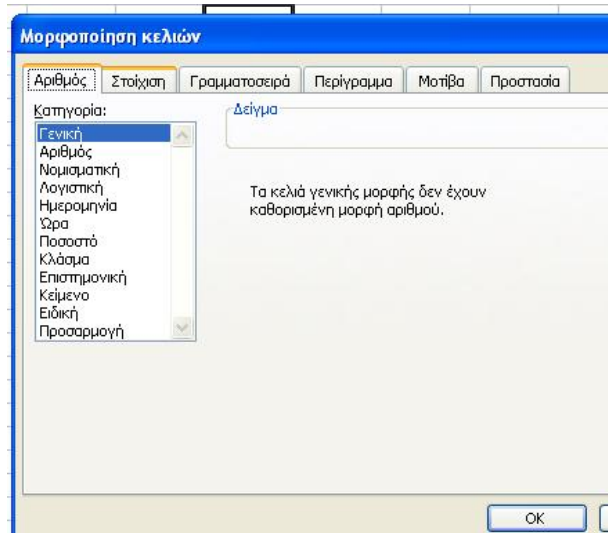 Μορφοποίηση κελιών
Αριθμός Στοίχιση Γραμματοσειρά Περίγραμμα Μοτίβα Προστασία
Κατηγορία:
Δείγμα
Γενική
Αριθμός
Νομισματική
Λογιστική
Ημερομηνία
Ώρα
Ποσοστό
Κλάσμα
Επιστημονική
Κείμενο
Ειδική
Προσαρμογή
Τα κελιά γενικής μορφής δεν έχουν
καθορισμένη μορφή αριθμού.
OK